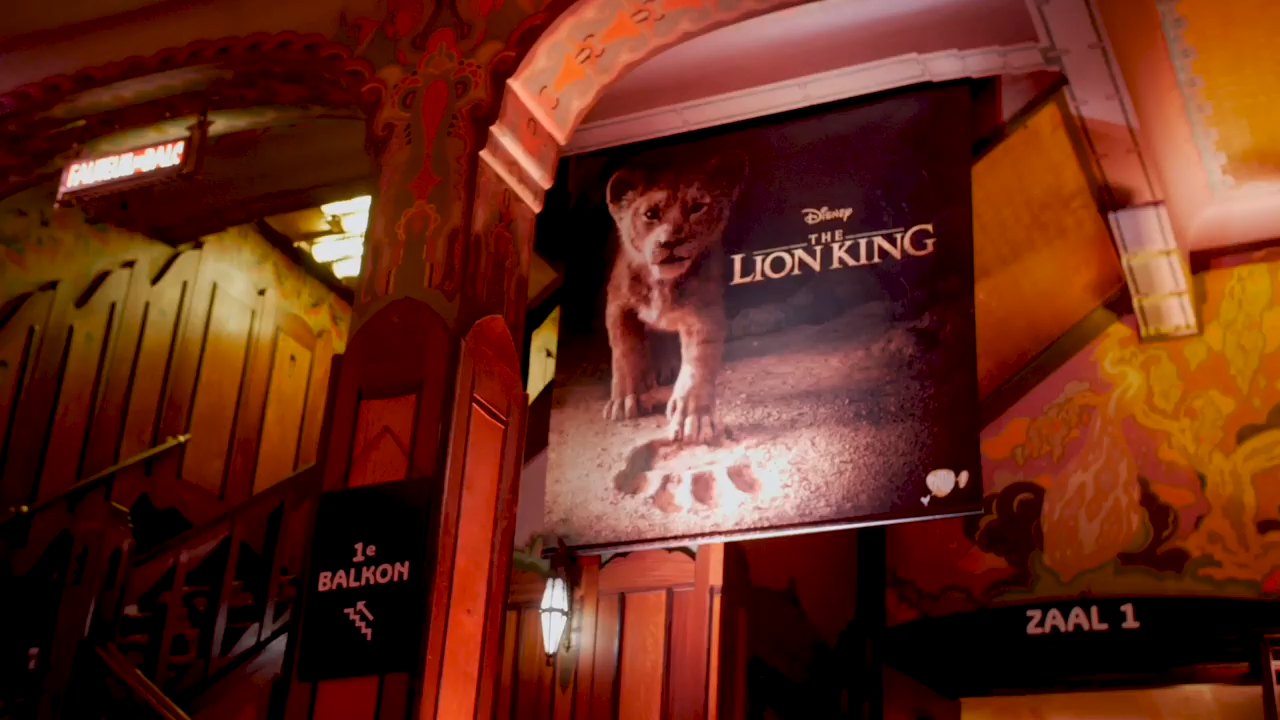 DISNEY
THE
LION KING
1e
BALKON
ZAAL 1